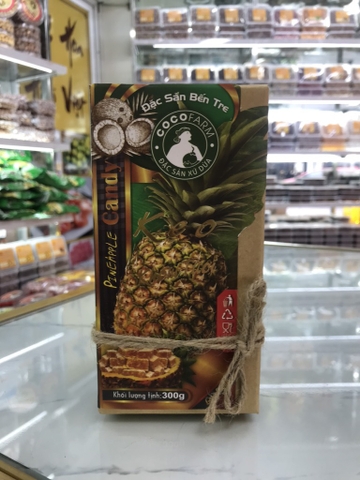 Đặc Sản Bến Tre
COCOFARM
ĐẶC SẢN XỨ DỪA
PINEAPPLE Candy
Khối lượng tịnh: 300g